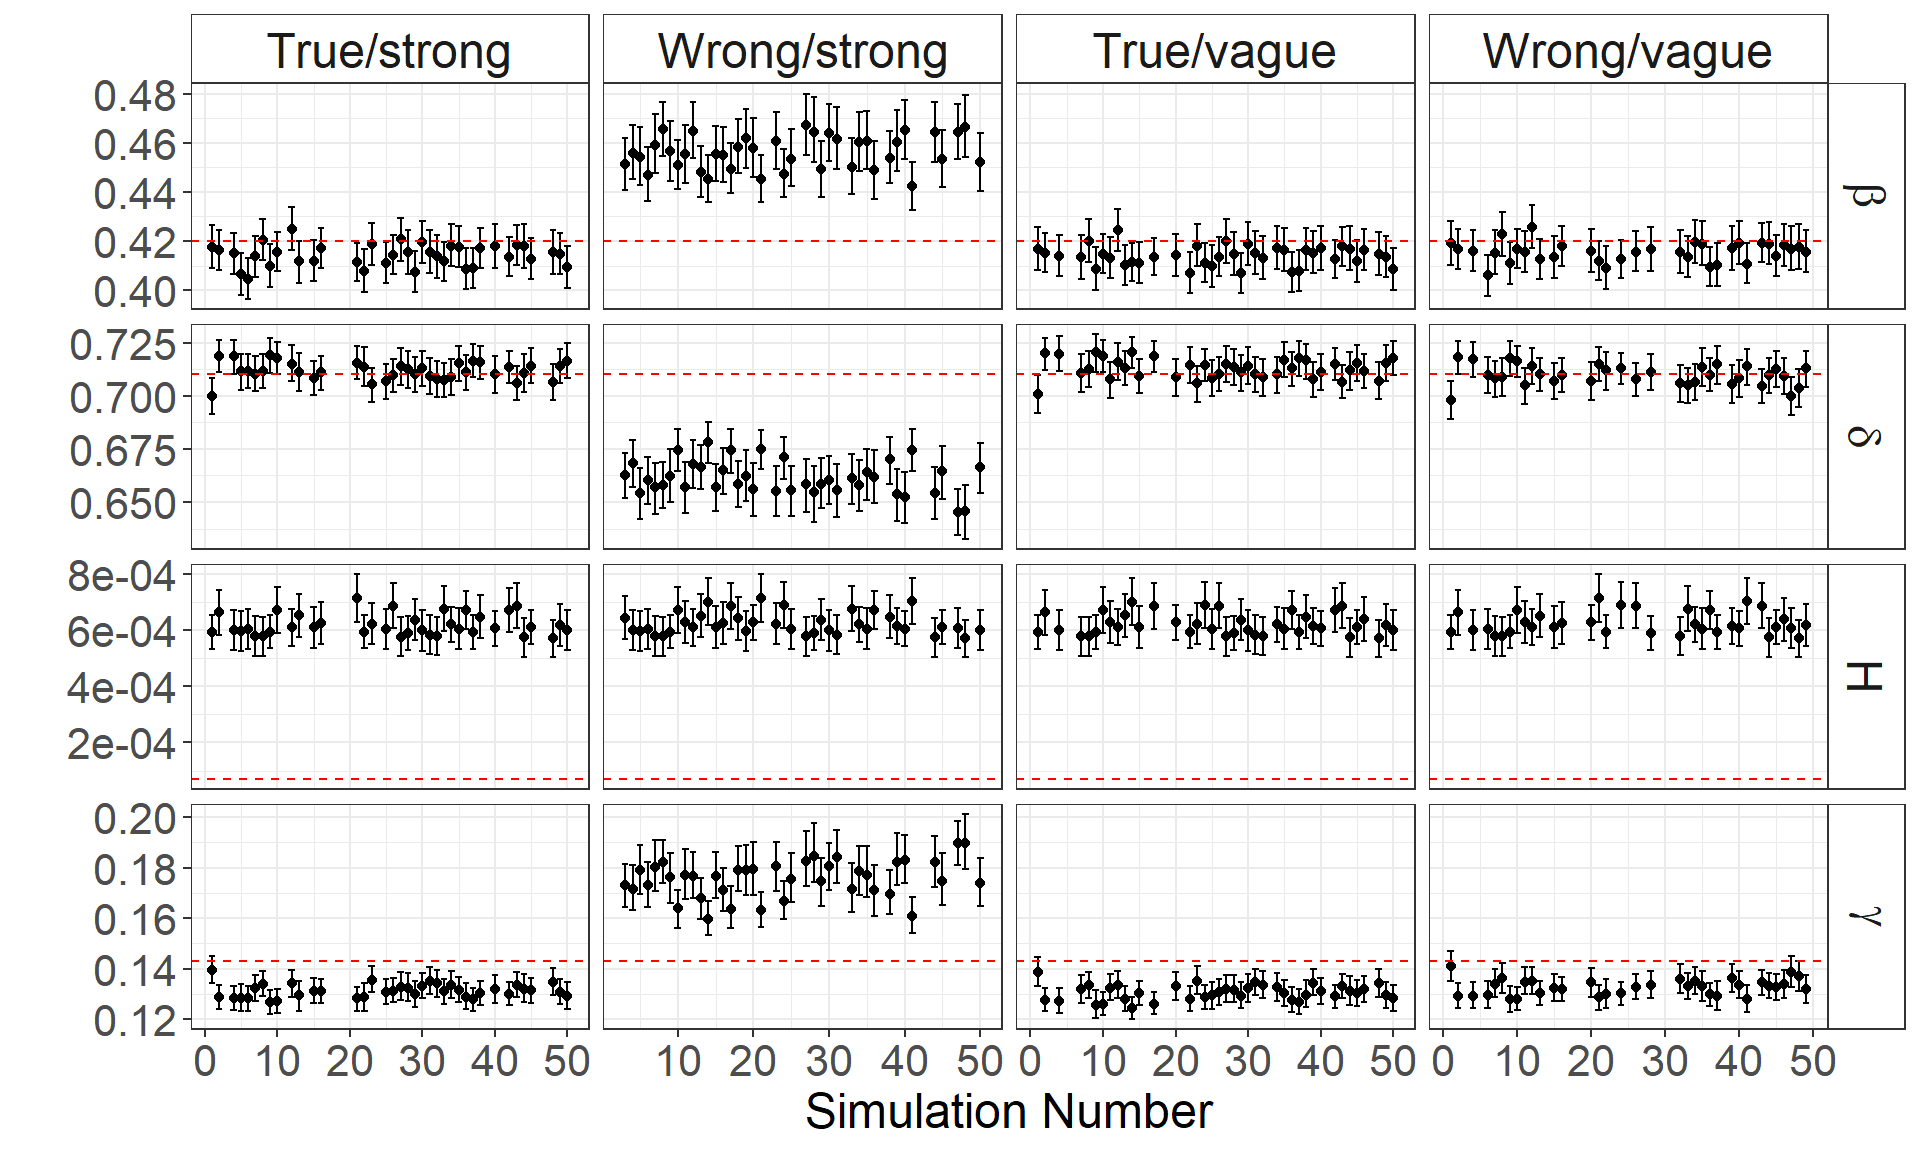 True/strong Wrong/strong True/vague Wrong/vague
0.48
0.46
0.44
0.42
0.40
β
0.725
0.700
0.675
0.650
δ
8e-04
6e-04
4e-04
2e-04
H
0.20
0.18
0.16
0.14
0.12
γ
0 10 20 30 40 50 10 20 30 40 50 0 10 20 30 40 50 0 10 20 30 40 50
Simulation Number